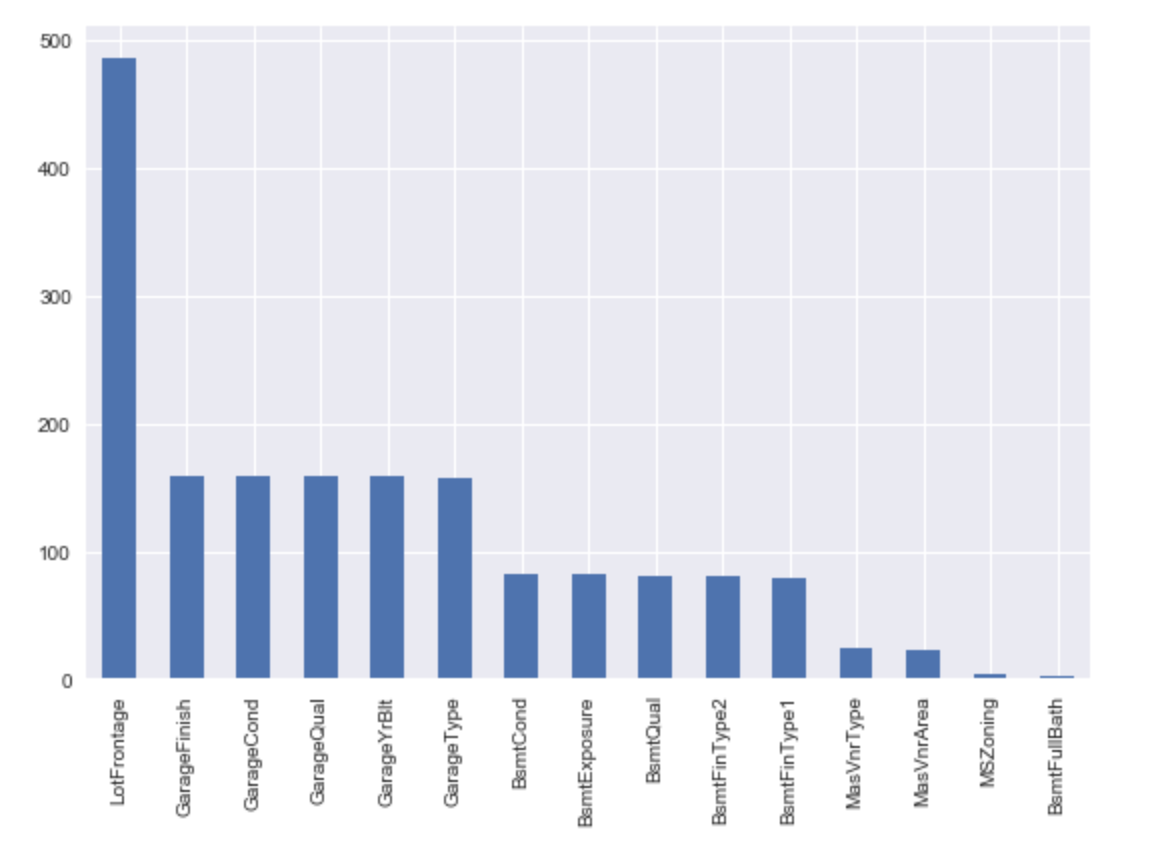 500
400
300
200
100
0
LotFrontage
GarageFinish
GarageCond
GarageQual
GarageYrBlt
GarageType
BsmtCond
BsmtExposure
BsmtQual
BsmtFinType2
BsmtFinType1
MasVnrType
MasVnrArea
MSZoning
BsmtFullBath